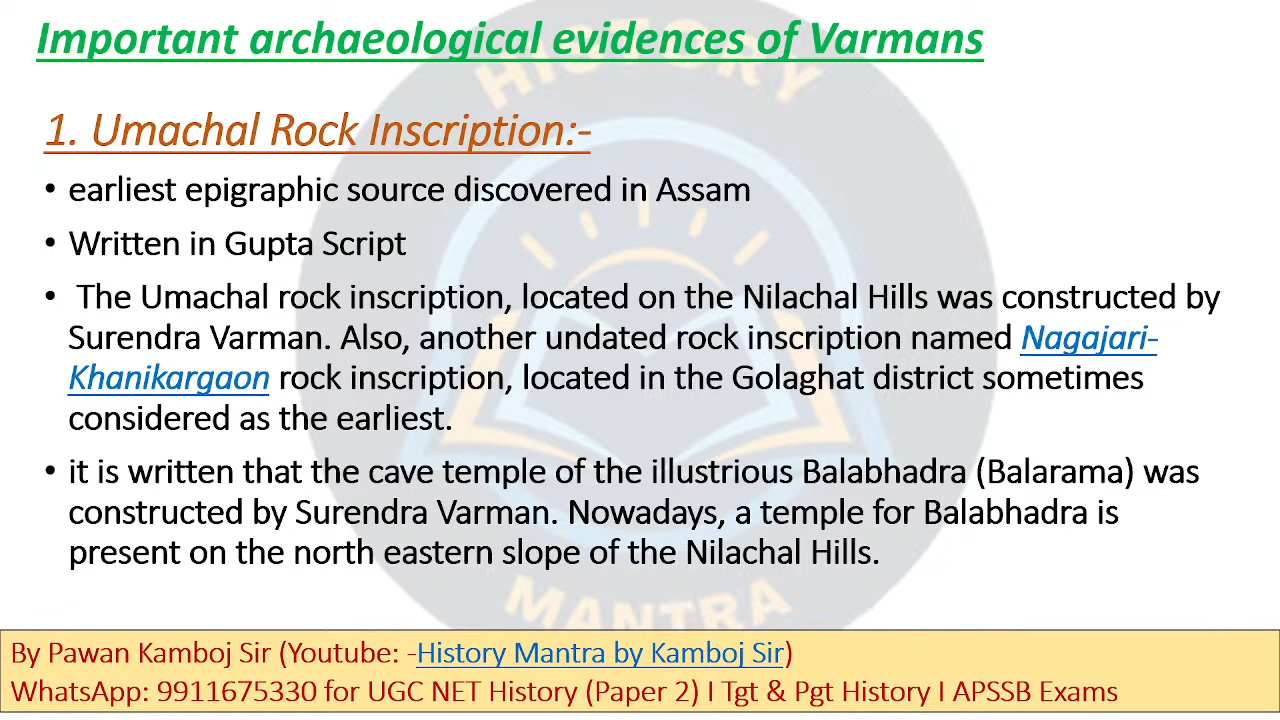 Important archaeological evidences of Varmans
1. Umachal Rock Inscription:-
• earliest epigraphic source discovered in Assam
• Written in Gupta Script
• The Umachal rock inscription, located on the Nilachal Hills was constructed by
Surendra Varman. Also, another undated rock inscription named Nagajari-
Khanikargaon rock inscription, located in the Golaghat district sometimes
considered as the earliest.
• it is written that the cave temple of the illustrious Balabhadra (Balarama) was
constructed by Surendra Varman. Nowadays, a temple for Balabhadra is
present on the north eastern slope of the Nilachal Hills.
HISTORY
MANTRA
By Pawan Kamboj Sir (Youtube: -History Mantra by Kamboj Sir)
WhatsApp: 9911675330 for UGC NET History (Paper 2) I Tgt & Pgt History I APSSB Exams